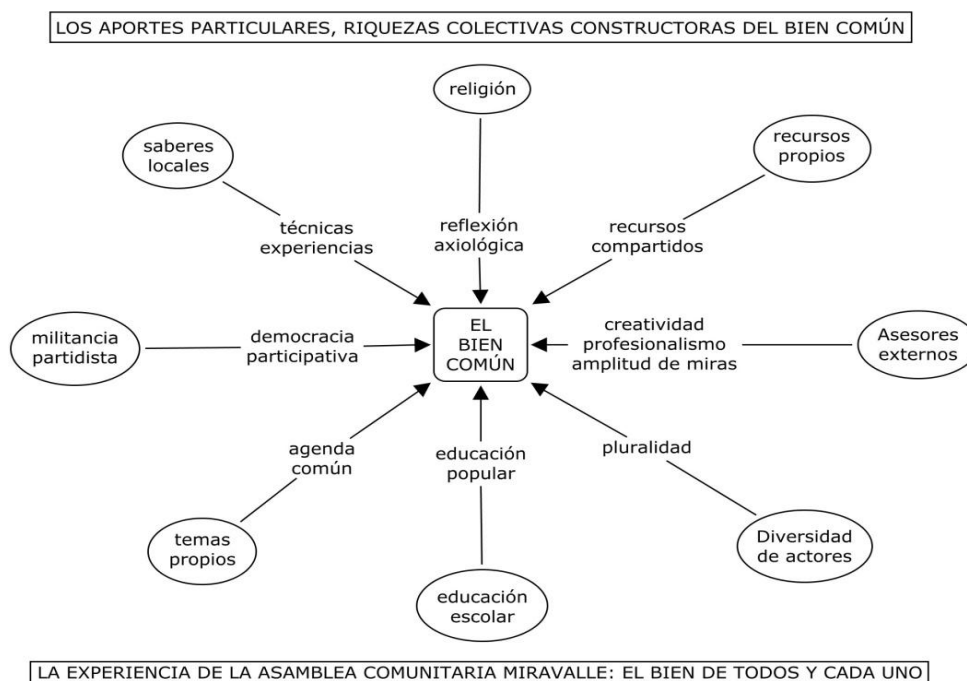 LOS APORTES PARTICULARES, RIQUEZAS COLECTIVAS CONSTRUCTORAS DEL BIEN COMÚN
religión
saberes
locales
recursos
propios
técnicas
experiencias
reflexión
axiológica
recursos
compartidos
militancia
partidista
democracia
participativa
EL
BIEN
COMÚN
creatividad
profesionalismo
amplitud de miras
Asesores
externos
agenda
común
educación
popular
pluralidad
temas
propios
educación
escolar
Diversidad
de actores
LA EXPERIENCIA DE LA ASAMBLEA COMUNITARIA MIRAVALLE: EL BIEN DE TODOS Y CADA UNO